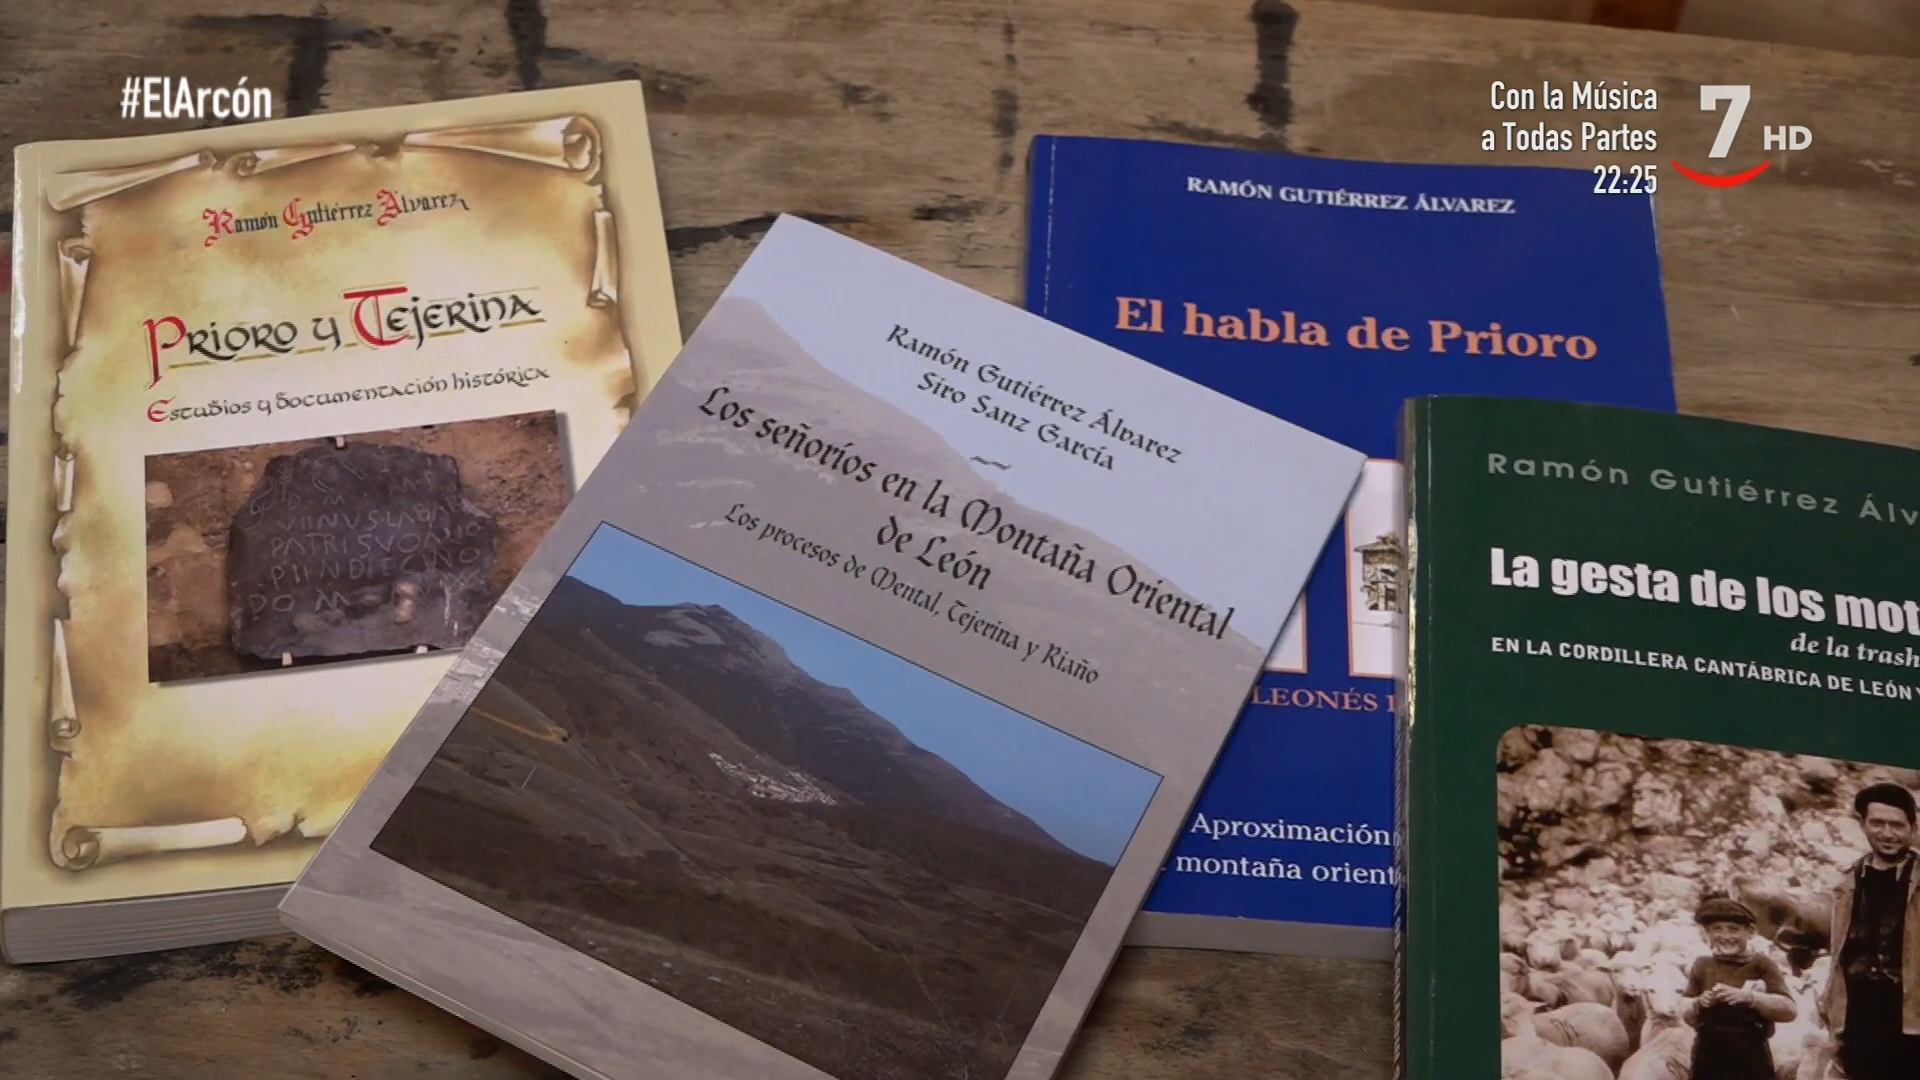 #ElArcón
Con la Música
a Todas Partes
22:25
7 HD
Ramón Gutiérrez Álvarez
Prioro y Tejerina
Estudios y documentación histórica
Ramón Gutiérrez Álvarez
Siro Sanz García
Los señoríos en la Montaña Oriental
de León
Los procesos de Mental, Tejerina y Riaño
RAMÓN GUTIÉRREZ ÁLVAREZ
El habla de Prioro
LEONÉS
Aproximación
montaña orient
Ramón Gutiérrez Álv
La gesta de los mot
de la trash
EN LA CORDILLERA CANTÁBRICA DE LEÓN Y